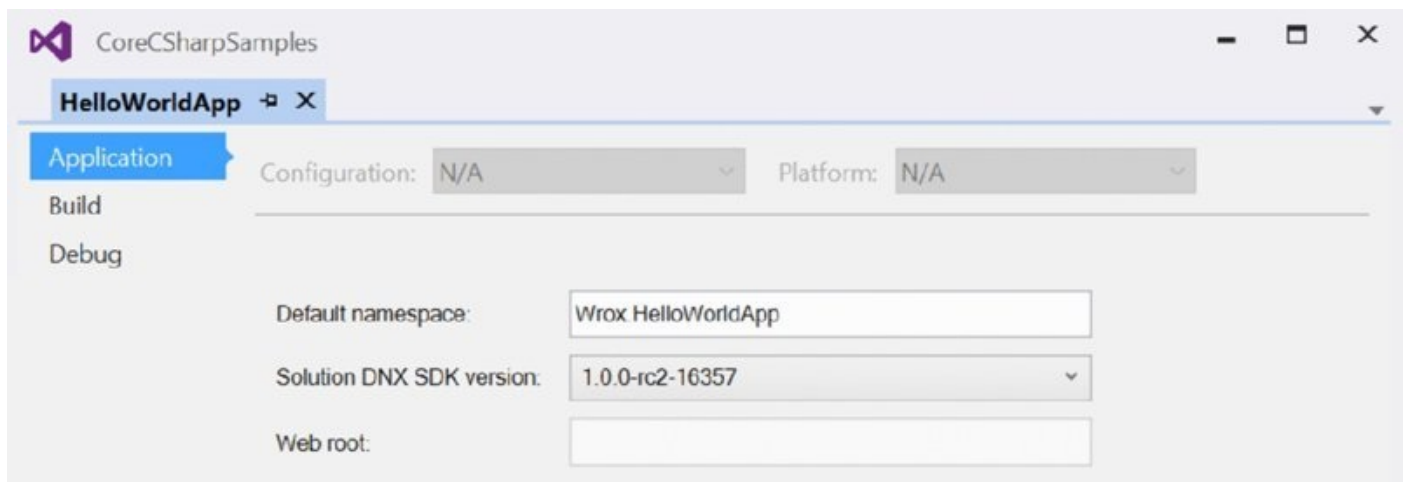 CoreCSharpSamples
HelloWorldApp
Application
Configuration: N/A Platform: N/A
Build
Debug
Default namespace: Wrox.HelloWorldApp
Solution DNX SDK version: 1.0.0-rc2-16357
Web root: